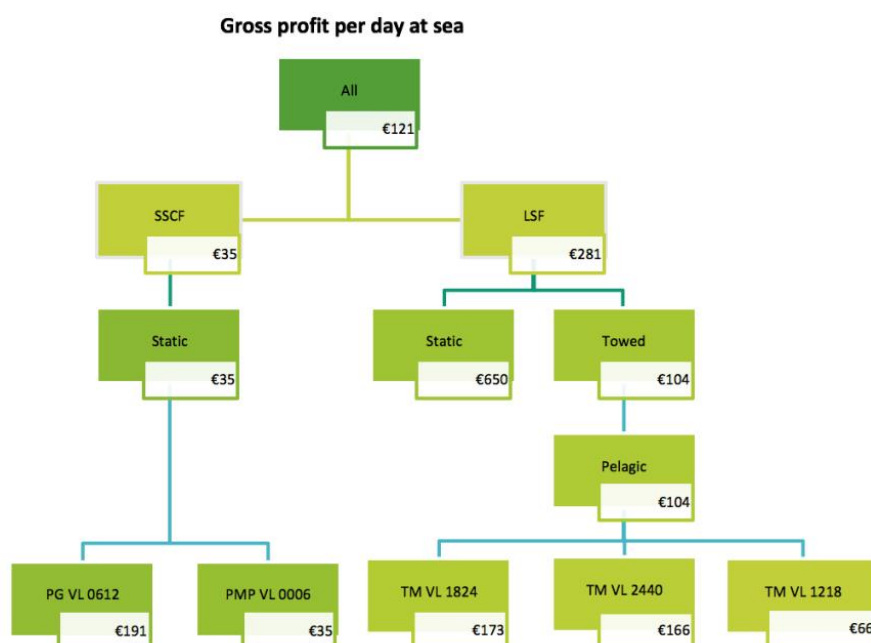 Gross profit per day at sea
All
€121
SSCF
€35
LSF
€281
Static
€35
Static
€650
Towed
€104
Pelagic
€104
PG VL 0612
€191
PMP VL 0006
€35
TM VL 1824
€173
TM VL 2440
€166
TM VL 1218
€66